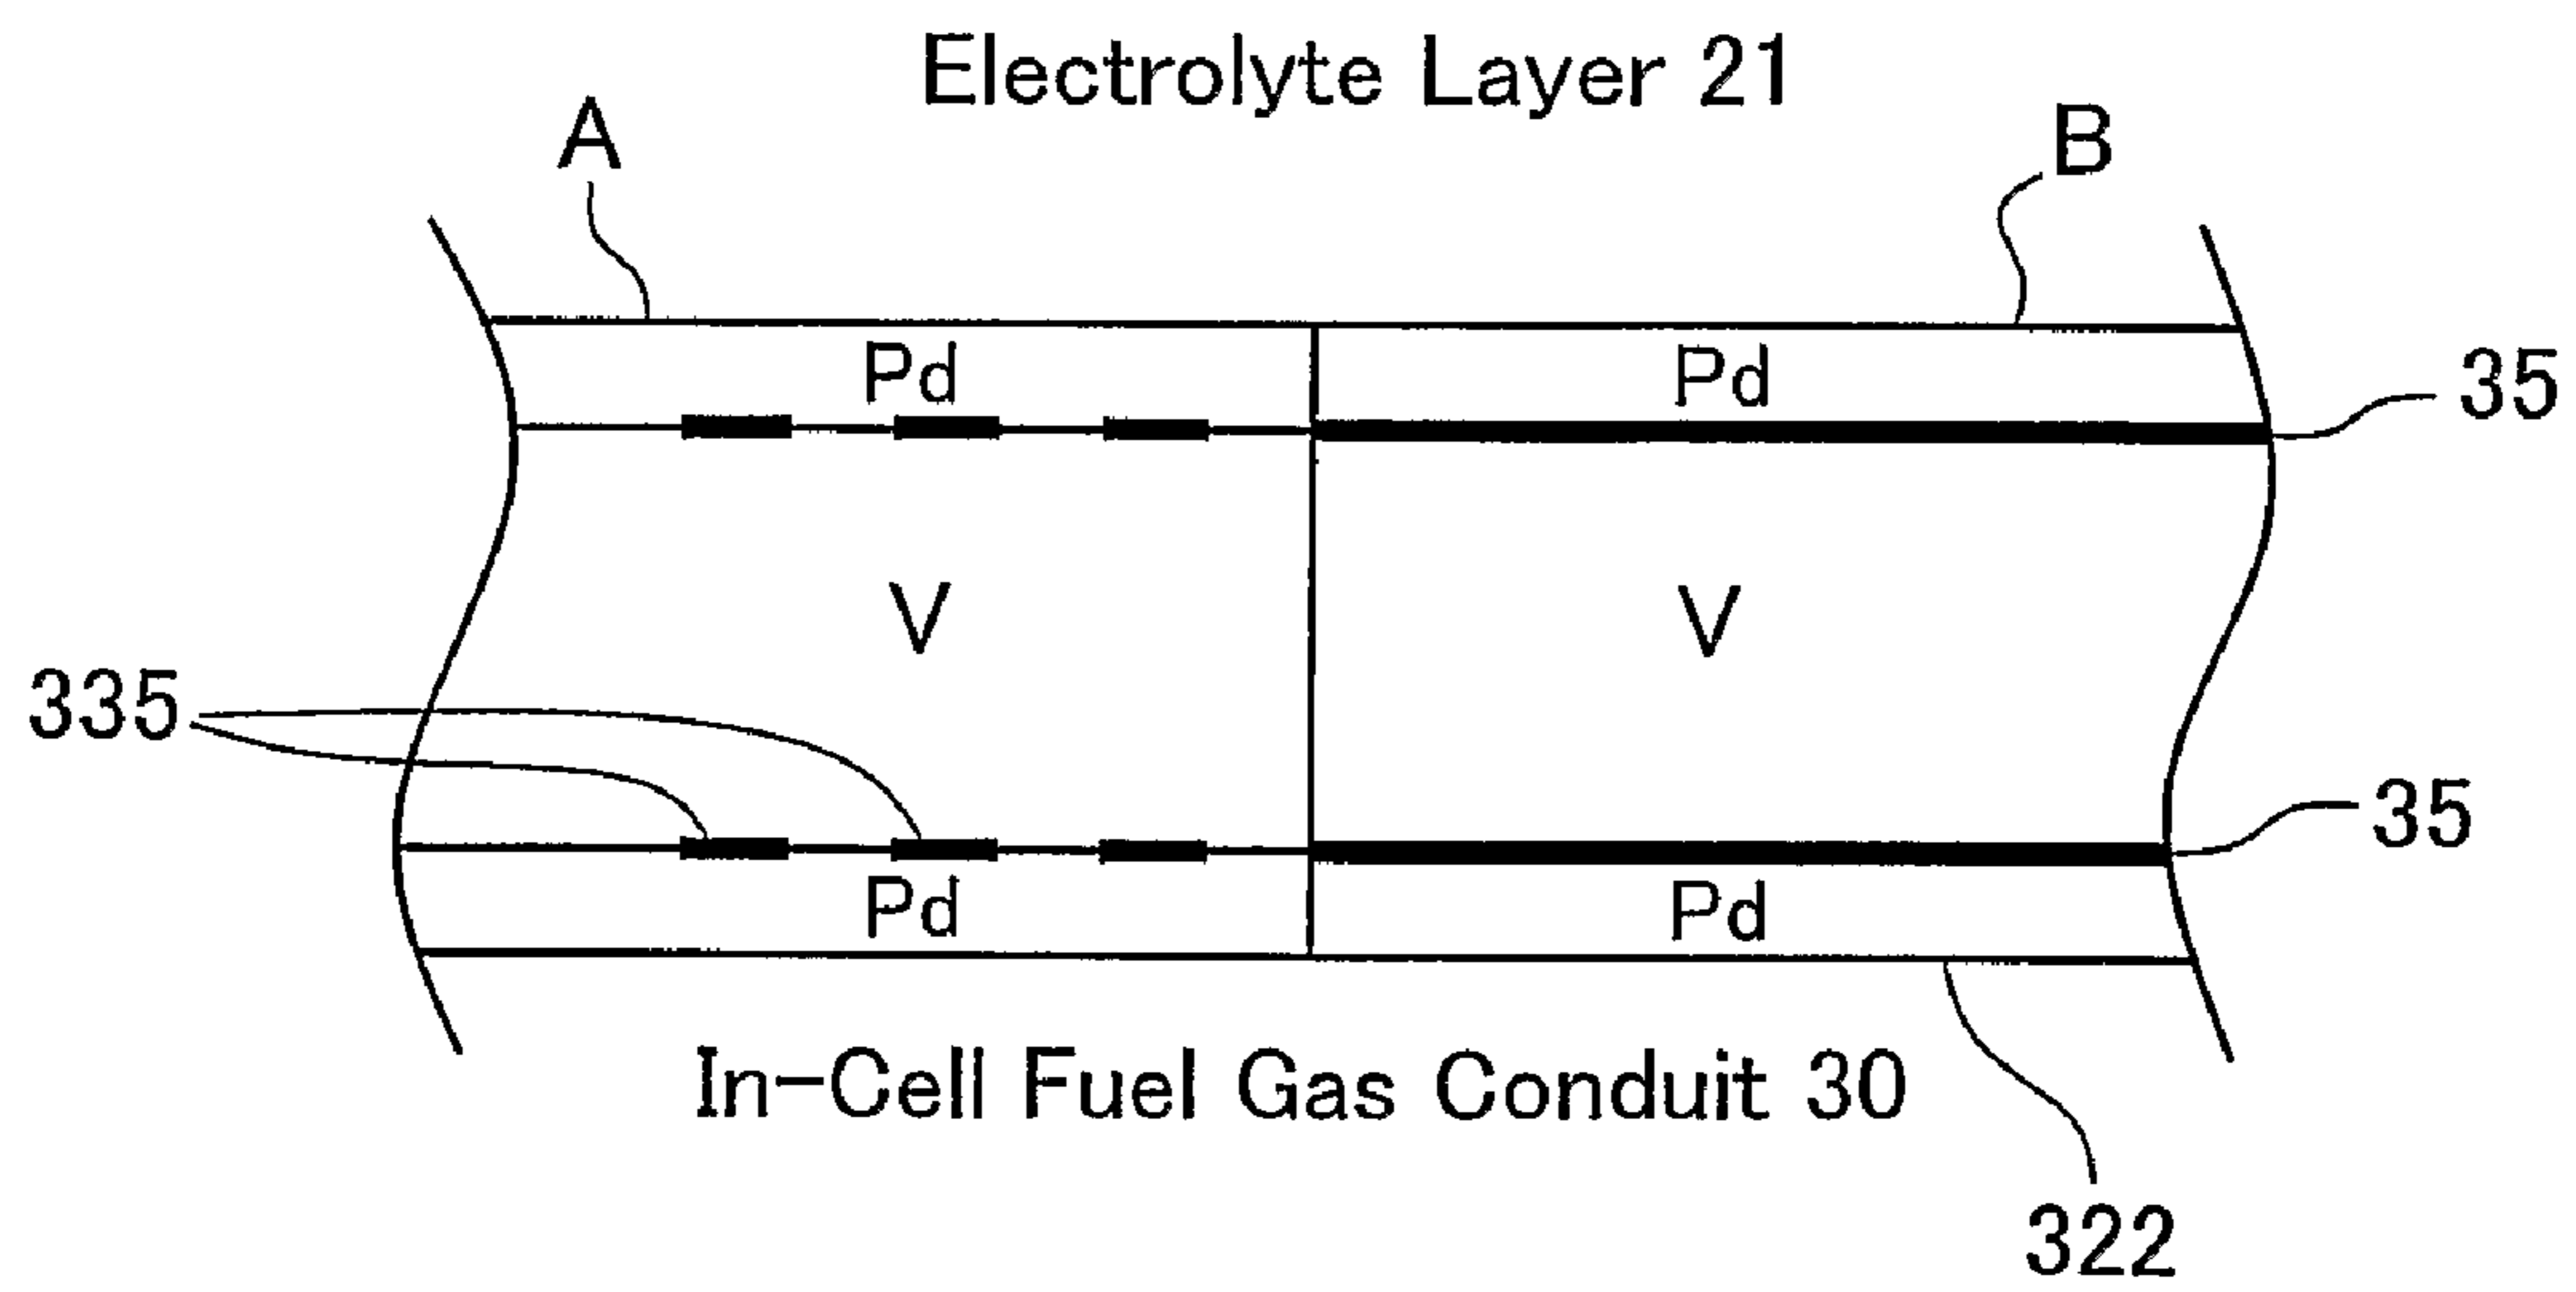 Electrolyte Layer 21
A
B
Pd
Pd
35
V
V
335
35
Pd
Pd
In-Cell Fuel Gas Conduit 30
322